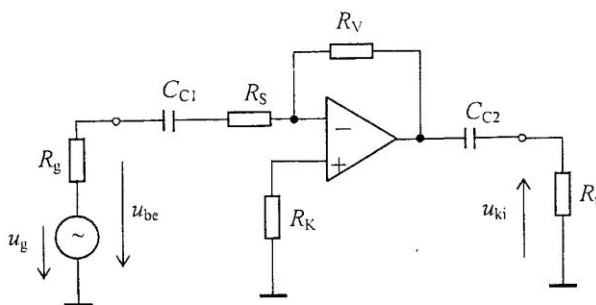 R_V
C_C1
R_S
C_C2
−
+
R_g
u_be
R_K
u_ki
u_g
~